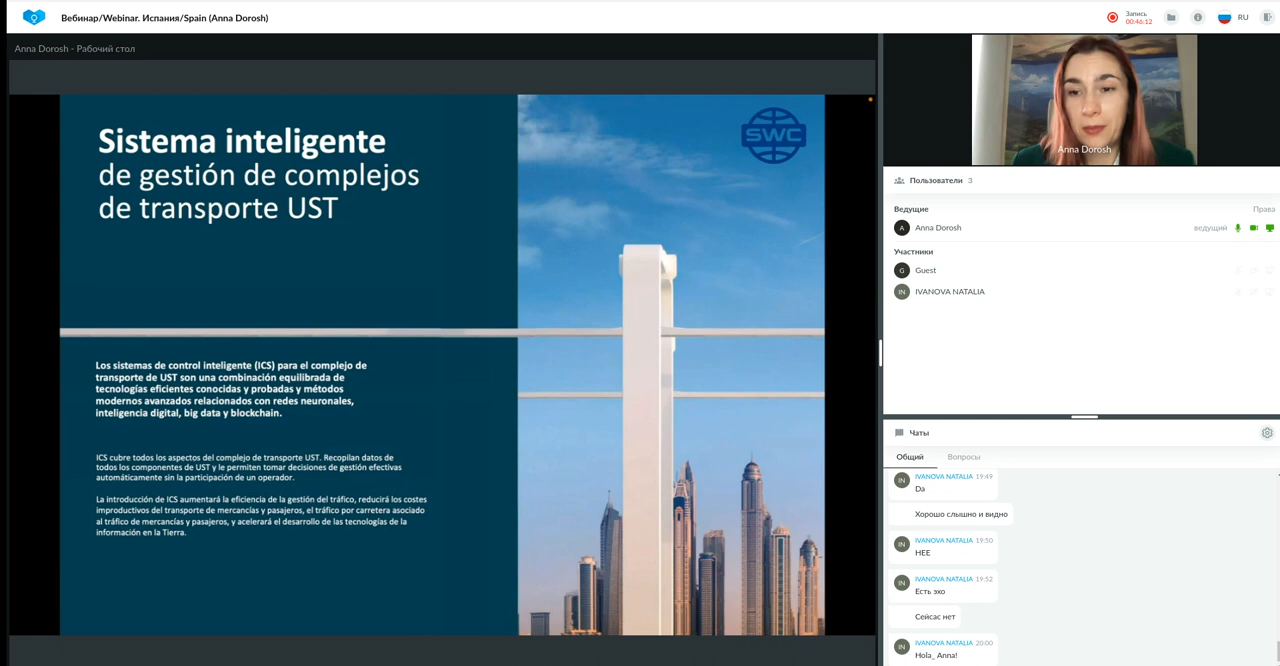 Вебинар/Webinar. Испания/Spain (Anna Dorosh)
Запись
00:46:12
RU
Anna Dorosh - Рабочий стол
Sistema inteligente
de gestión de complejos
de transporte UST
SWC
Los sistemas de control inteligente (ICS) para el complejo de
transporte de UST son una combinación equilibrada de
tecnologías eficientes conocidas y probadas y métodos
modernos avanzados relacionados con redes neuronales,
inteligencia digital, big data y blockchain.
ICS cubre todos los aspectos del complejo de transporte UST. Recopilan datos de
todos los componentes de UST y le permiten tomar decisiones de gestión efectivas
automáticamente sin la participación de un operador.
La introducción de ICS aumentará la eficiencia de la gestión del tráfico, reducirá los costes
improductivos del transporte de mercancías y pasajeros, el tráfico por carretera asociado
al tráfico de mercancías y pasajeros, y acelerará el desarrollo de las tecnologías de la
información en la Tierra.
Anna Dorosh
Пользователи 3
Ведущие Права
A Anna Dorosh ведущий
Участники
G Guest
IN IVANOVA NATALIA
Чаты
Общий Вопросы
IN IVANOVA NATALIA 19:49
Da
Хорошо слышно и видно
IN IVANOVA NATALIA 19:50
HEE
IN IVANOVA NATALIA 19:52
Есть эхо
Сейсас нет
IN IVANOVA NATALIA 20:00
Hola_ Anna!